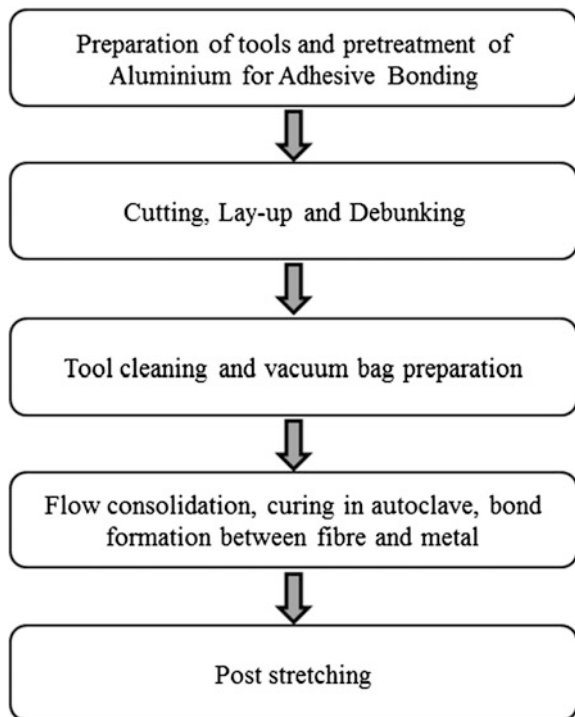 Preparation of tools and pretreatment of
Aluminium for Adhesive Bonding
Cutting, Lay-up and Debunking
Tool cleaning and vacuum bag preparation
Flow consolidation, curing in autoclave, bond
formation between fibre and metal
Post stretching